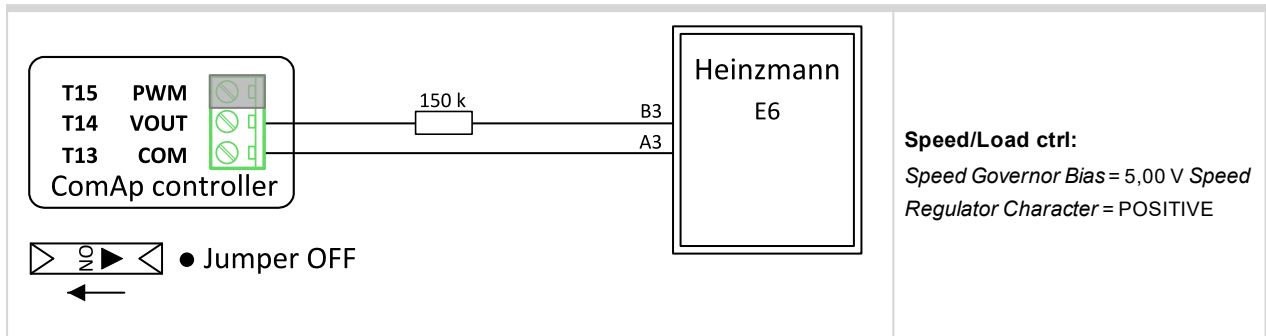 T15 PWM
T14 VOUT
T13 COM
ComAp controller
150 k
B3
A3
Heinzmann
E6
ON
● Jumper OFF
Speed/Load ctrl:
Speed Governor Bias = 5,00 V Speed
Regulator Character = POSITIVE